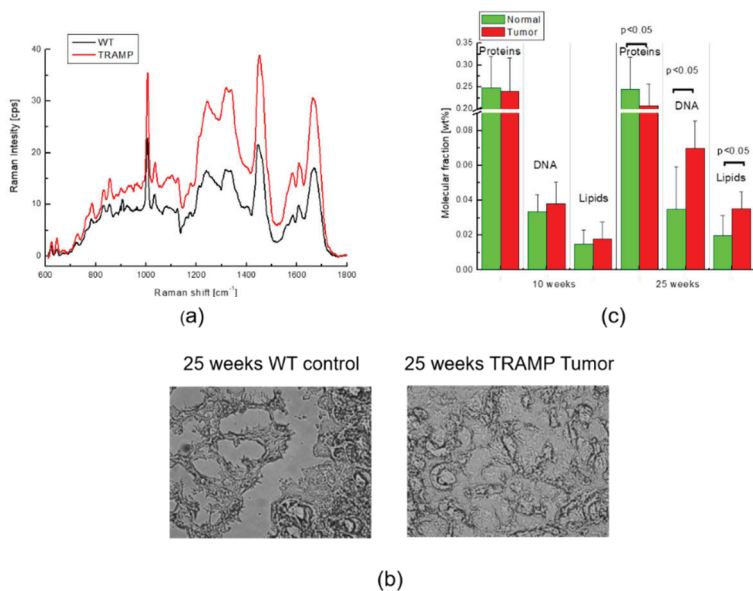 WT
TRAMP
40
30
20
10
0
600
800
1000
1200
1400
1600
1800
Raman Intesity [cps]
Raman shift [cm⁻¹]
(a)
Normal
Tumor
p<0.05
0.35
0.30
0.25
0.20
0.08
0.06
0.04
0.02
0.00
Molecular fraction [wt%]
Proteins
DNA
Lipids
Proteins
p<0.05
DNA
p<0.05
Lipids
10 weeks
25 weeks
(c)
25 weeks WT control
25 weeks TRAMP Tumor
(b)